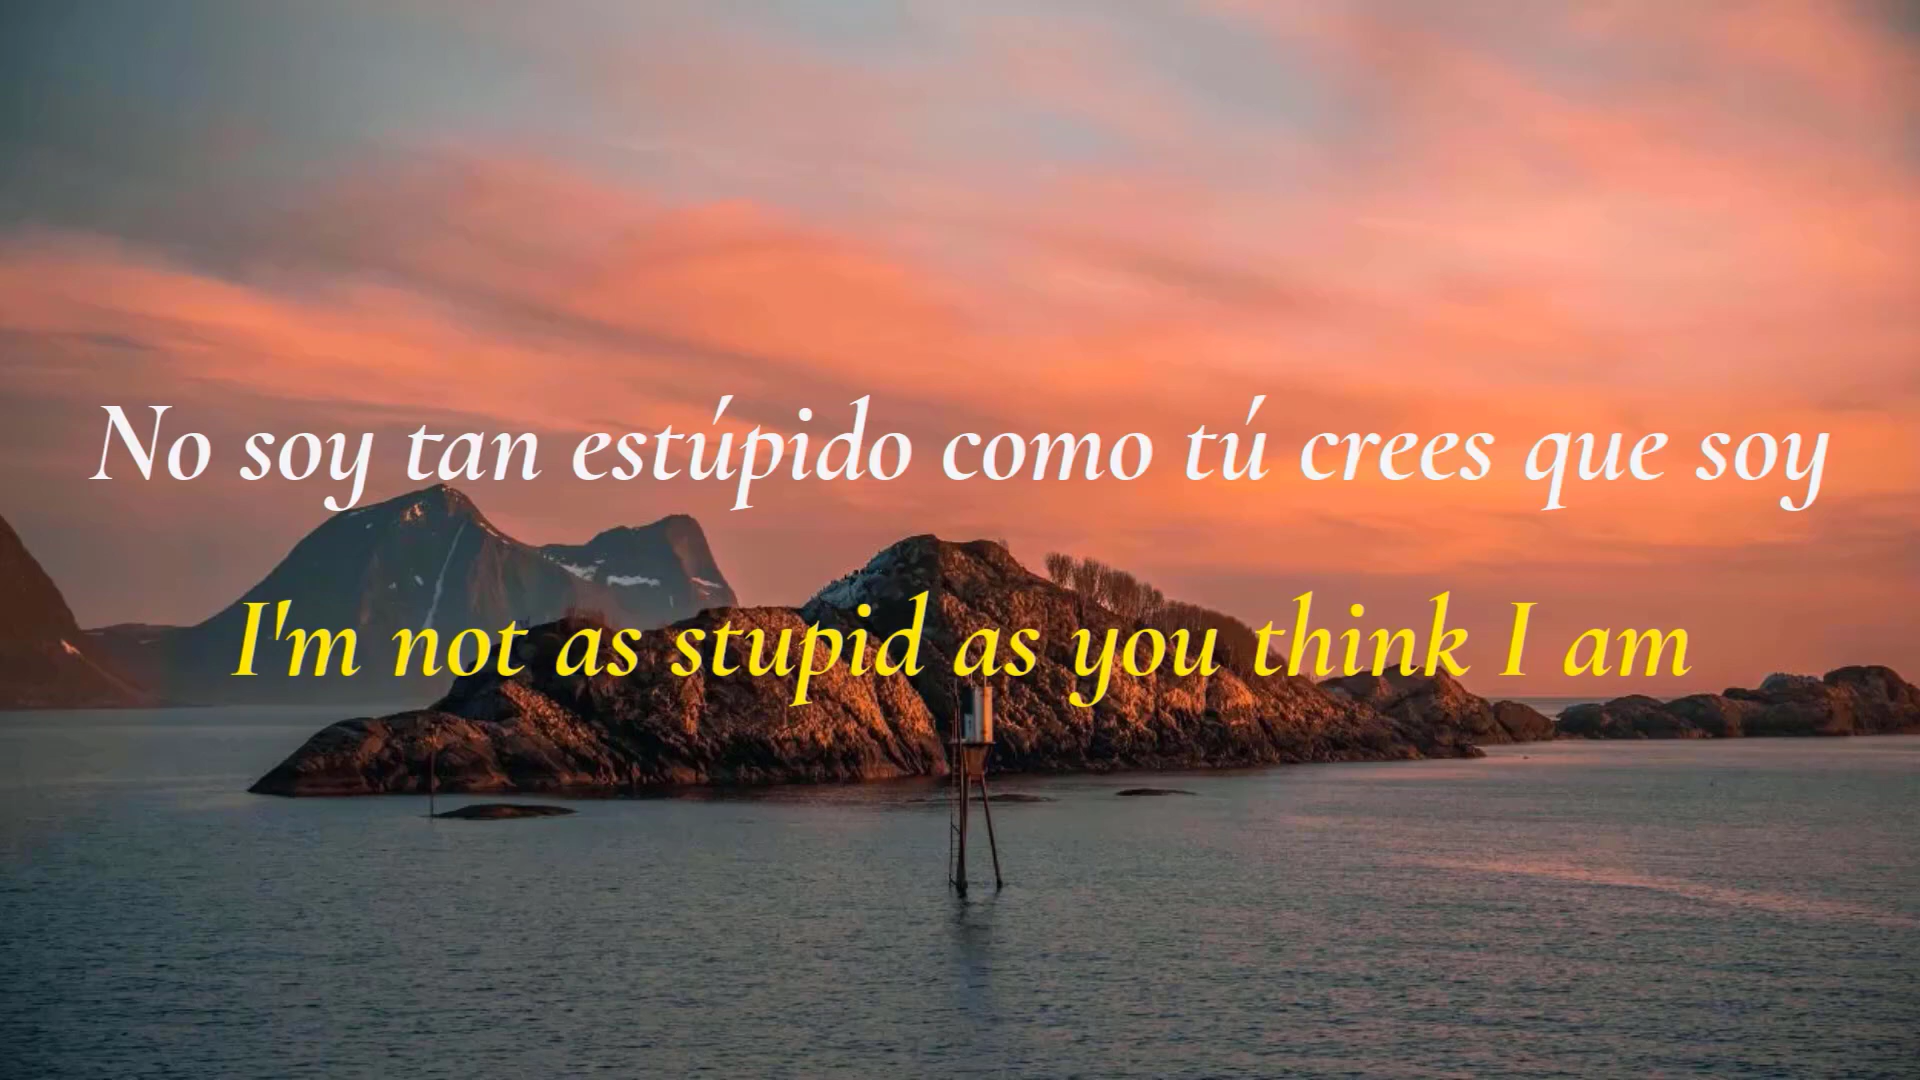 No soy tan estúpido como tú crees que soy
I'm not as stupid as you think I am